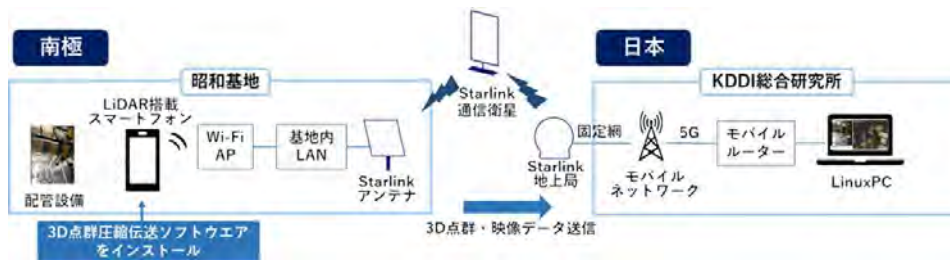 南極
昭和基地
LiDAR搭載
スマートフォン
Wi-Fi
AP
基地内
LAN
Starlink
アンテナ
配管設備
3D点群圧縮伝送ソフトウエア
をインストール
Starlink
通信衛星
Starlink
地上局
3D点群・映像データ送信
日本
KDDI総合研究所
固定網
モバイル
ネットワーク
5G
モバイル
ルーター
LinuxPC